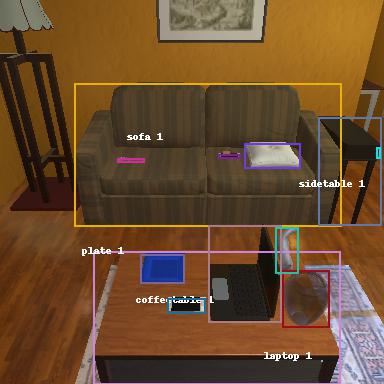 sofa 1
sidetable 1
plate 1
coffeetable 1
laptop 1